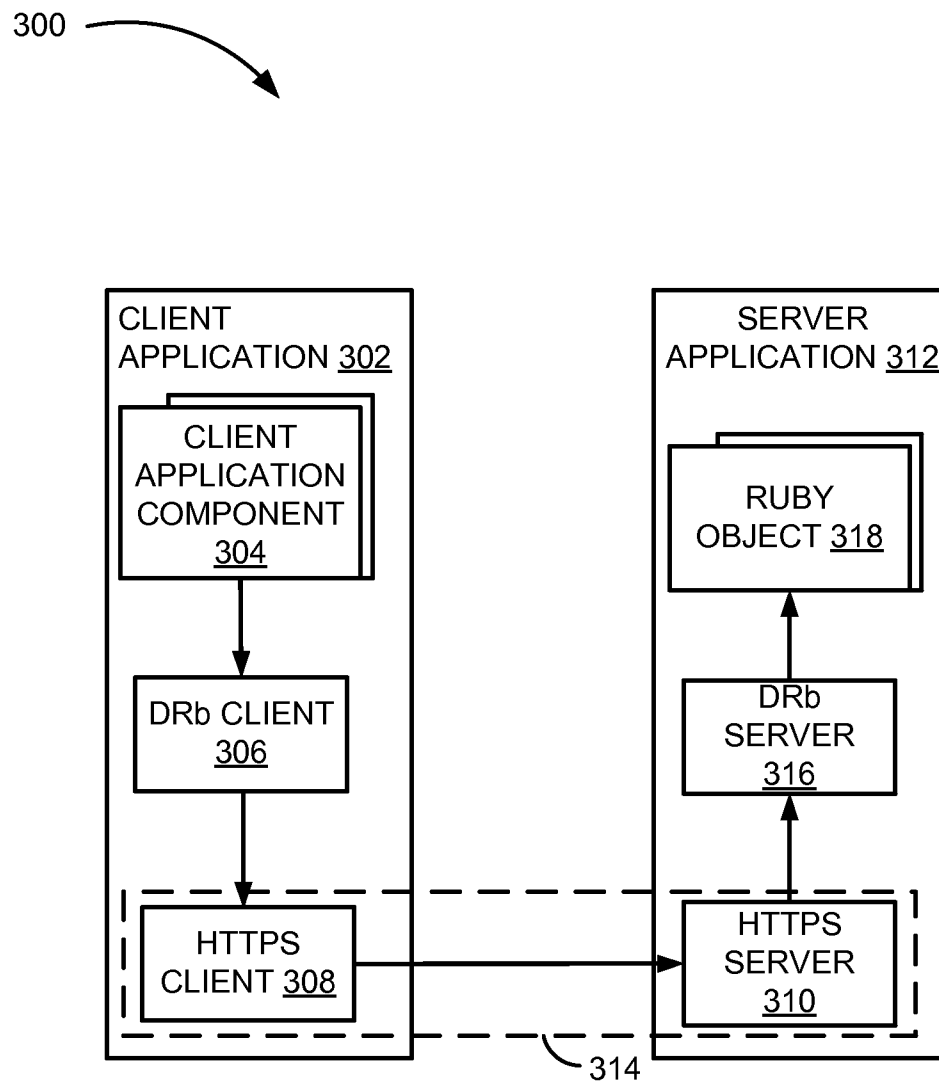 300
CLIENT
APPLICATION 302
CLIENT
APPLICATION
COMPONENT
304
DRb CLIENT
306
HTTPS
CLIENT 308
SERVER
APPLICATION 312
RUBY
OBJECT 318
DRb
SERVER
316
HTTPS
SERVER
310
314